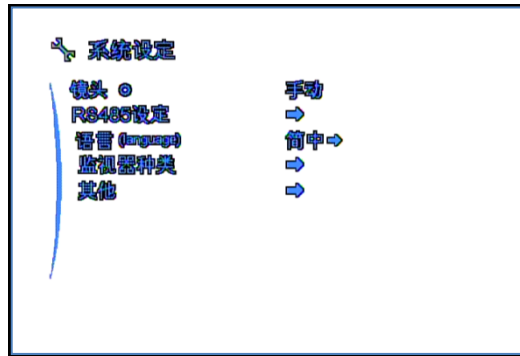 系统设定
镜头 手动
RS485设定
语言 (language) 简中
监视器种类
其他